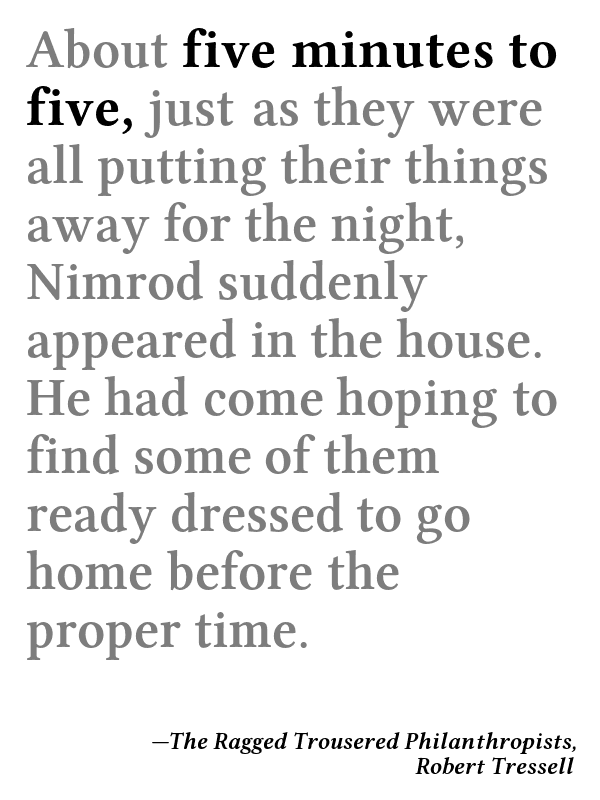 About five minutes to
five, just as they were
all putting their things
away for the night,
Nimrod suddenly
appeared in the house.
He had come hoping to
find some of them
ready dressed to go
home before the
proper time.
—The Ragged Trousered Philanthropists,
Robert Tressell